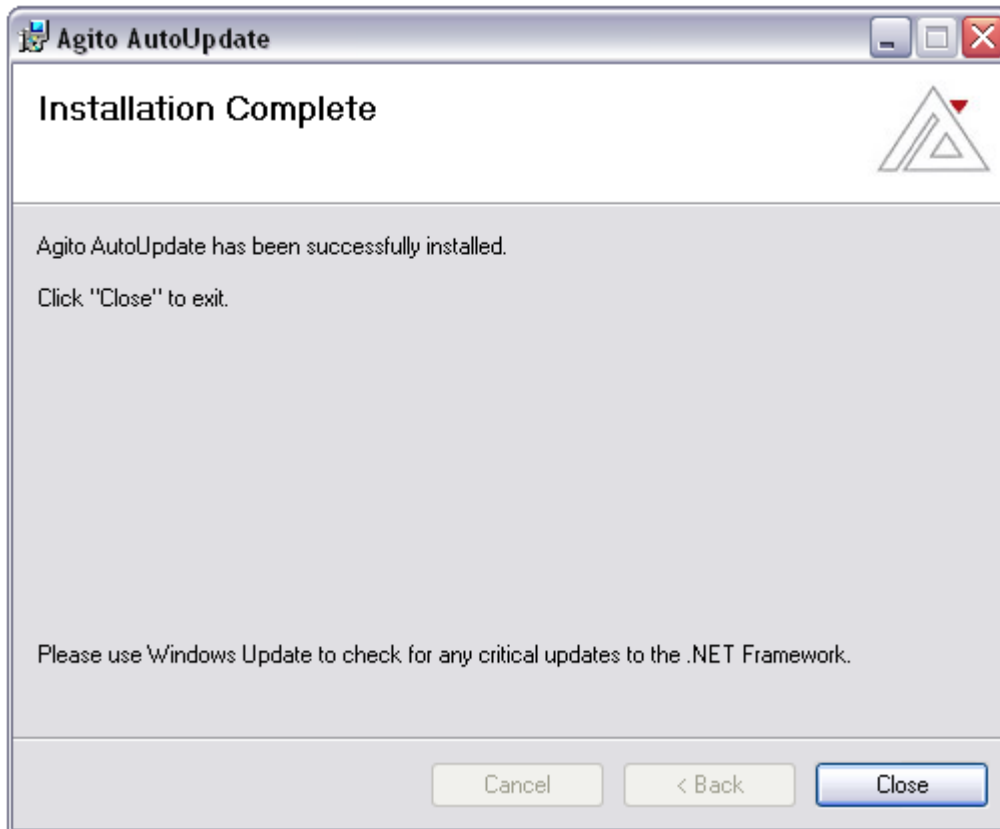 Agito AutoUpdate
Installation Complete
Agito AutoUpdate has been successfully installed.
Click "Close" to exit.
Please use Windows Update to check for any critical updates to the .NET Framework.
Cancel
< Back
Close